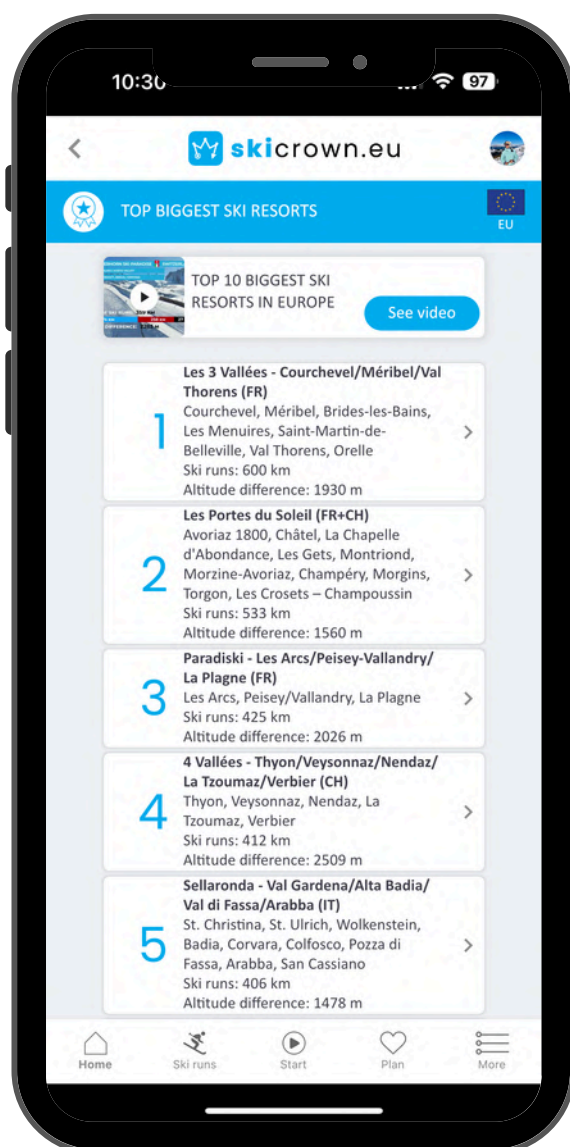 10:30
97
skicrown.eu
TOP BIGGEST SKI RESORTS
EU
TOP 10 BIGGEST SKI
RESORTS IN EUROPE
See video
1
Les 3 Vallées - Courchevel/Méribel/Val
Thorens (FR)
Courchevel, Méribel, Brides-les-Bains,
Les Menuires, Saint-Martin-de-
Belleville, Val Thorens, Orelle
Ski runs: 600 km
Altitude difference: 1930 m
2
Les Portes du Soleil (FR+CH)
Avoriaz 1800, Châtel, La Chapelle
d'Abondance, Les Gets, Montriond,
Morzine-Avoriaz, Champéry, Morgins,
Torgon, Les Crosets – Champoussin
Ski runs: 533 km
Altitude difference: 1560 m
3
Paradiski - Les Arcs/Peisey-Vallandry/
La Plagne (FR)
Les Arcs, Peisey/Vallandry, La Plagne
Ski runs: 425 km
Altitude difference: 2026 m
4
4 Vallées - Thyon/Veysonnaz/Nendaz/
La Tzoumaz/Verbier (CH)
Thyon, Veysonnaz, Nendaz, La
Tzoumaz, Verbier
Ski runs: 412 km
Altitude difference: 2509 m
5
Sellaronda - Val Gardena/Alta Badia/
Val di Fassa/Arabba (IT)
St. Christina, St. Ulrich, Wolkenstein,
Badia, Corvara, Colfosco, Pozza di
Fassa, Arabba, San Cassiano
Ski runs: 406 km
Altitude difference: 1478 m
Home
Ski runs
Start
Plan
More